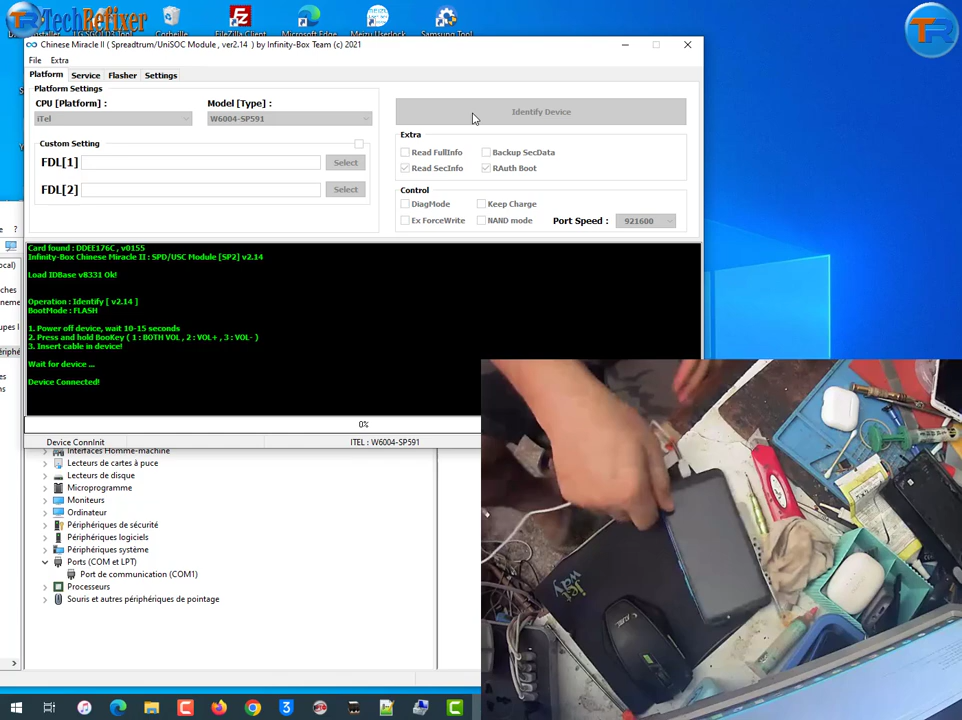 TechRefixer
Corbeille
FileZilla Client
Microsoft Edge
Meizu Userlock
Samsung Tool
TR
Chinese Miracle II ( Spreadtrum/UniSOC Module , ver2.14 ) by Infinity-Box Team (c) 2021
File Extra
Platform Service Flasher Settings
Platform Settings
CPU [Platform] : Model [Type] :
iTel W6004-SP591
Identify Device
Custom Setting
FDL[1] Select
FDL[2] Select
Extra
Read FullInfo Backup SecData
Read SecInfo RAuth Boot
Control
DiagMode Keep Charge
Ex ForceWrite NAND mode Port Speed : 921600
Card found : DDEE176C , v0155
Infinity-Box Chinese Miracle II : SPD/USC Module [SP2] v2.14
Load IDBase v8331 Ok!
Operation : Identify [ v2.14 ]
BootMode : FLASH
1. Power off device, wait 10-15 seconds
2. Press and hold BooKey ( 1 : BOTH VOL , 2 : VOL+ , 3 : VOL- )
3. Insert cable in device!
Wait for device ...
Device Connected!
0%
Device ConnInit ITEL : W6004-SP591
Interfaces Homme-machine
Lecteurs de cartes à puce
Lecteurs de disque
Microprogramme
Moniteurs
Ordinateur
Périphériques de sécurité
Périphériques logiciels
Périphériques système
Ports (COM et LPT)
Port de communication (COM1)
Processeurs
Souris et autres périphériques de pointage
jet
way